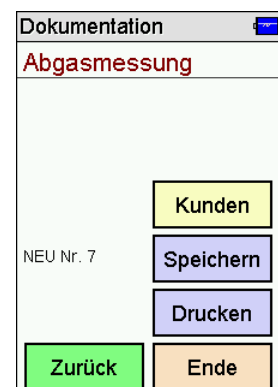 Dokumentation
Abgasmessung
Kunden
NEU Nr. 7
Speichern
Drucken
Zurück
Ende